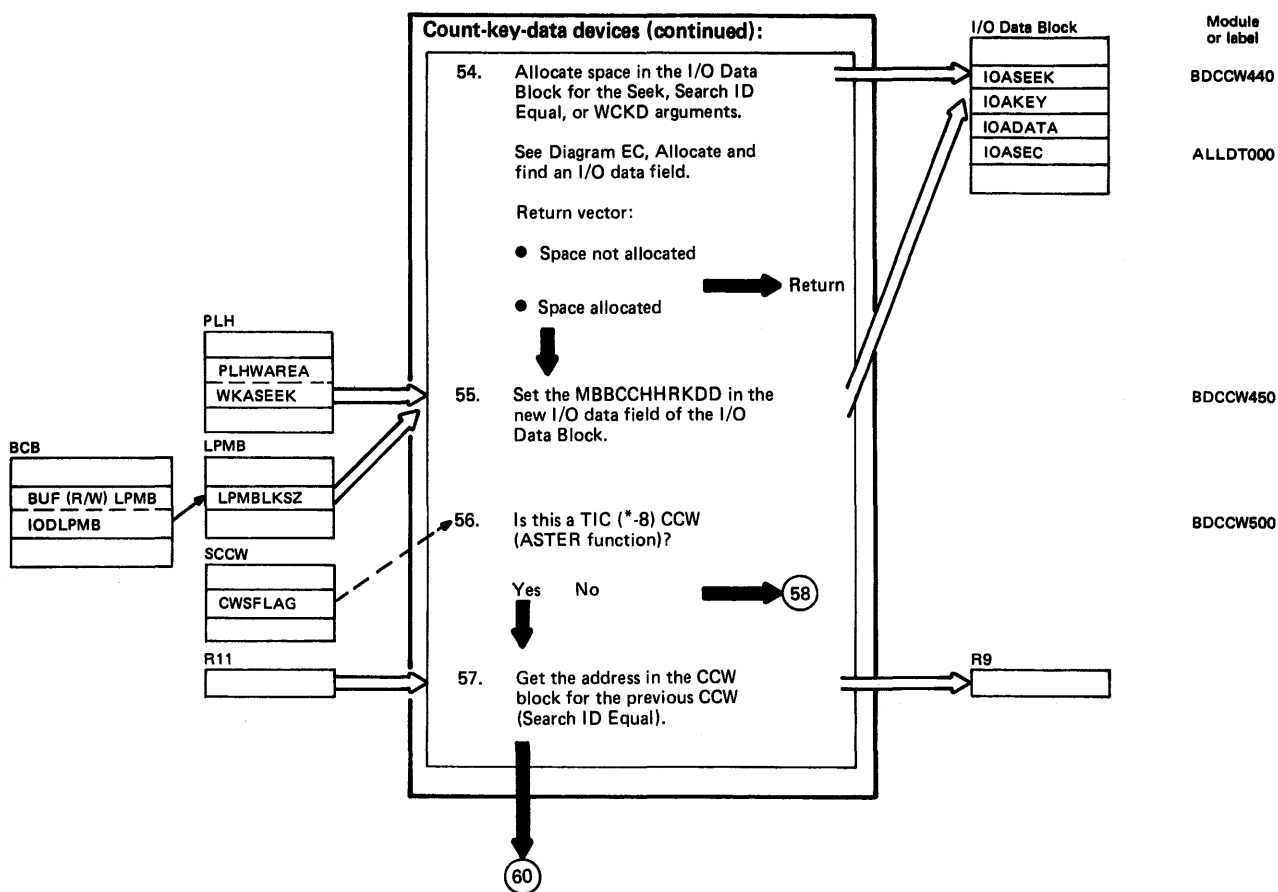 Count-key-data devices (continued):
54. Allocate space in the I/O Data
Block for the Seek, Search ID
Equal, or WCKD arguments.
See Diagram EC, Allocate and
find an I/O data field.
Return vector:
● Space not allocated
Return
● Space allocated
55. Set the MBBCCHHRKDD in the
new I/O data field of the I/O
Data Block.
56. Is this a TIC (*-8) CCW
(ASTER function)?
Yes No
58
57. Get the address in the CCW
block for the previous CCW
(Search ID Equal).
60
PLH
PLHWAREA
WKASEEK
BCB
BUF (R/W) LPMB
IODLPMB
LPMB
LPMBLKSZ
SCCW
CWSFLAG
R11
I/O Data Block
IOASEEK
IOAKEY
IOADATA
IOASEC
R9
Module
or label
BDCCW440
ALLDT000
BDCCW450
BDCCW500